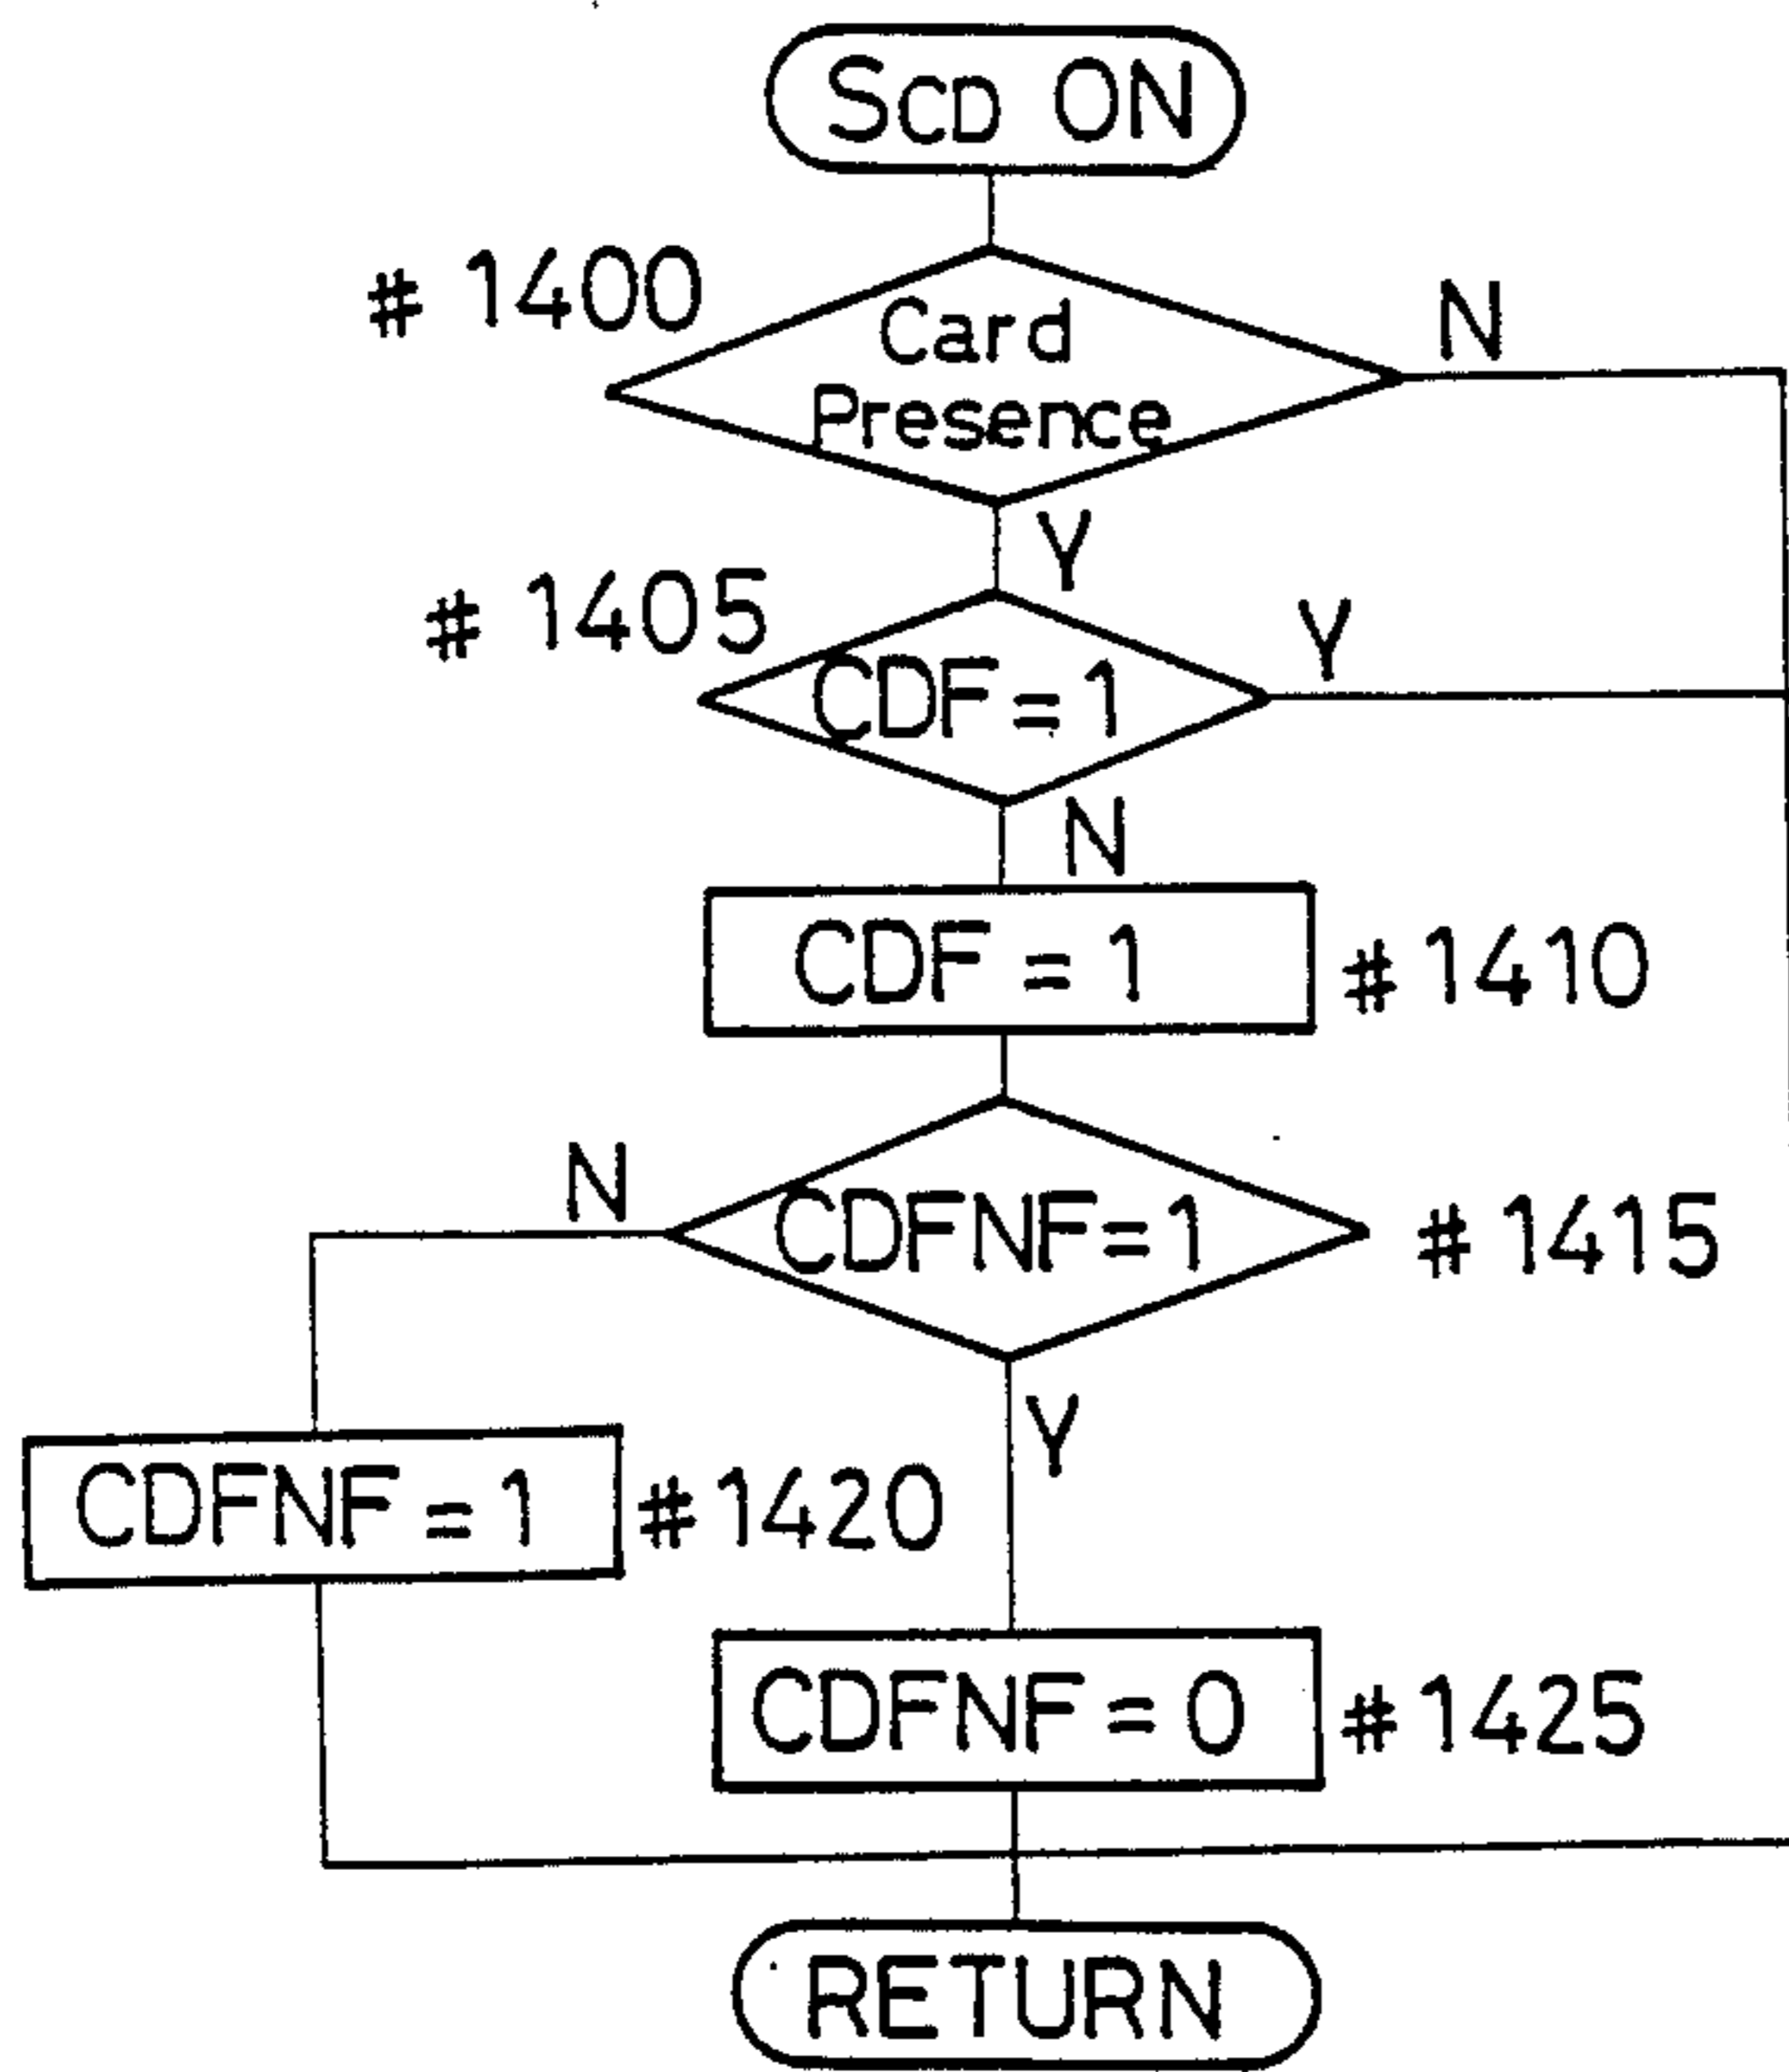 SCD ON
# 1400
Card
Presence
N
Y
# 1405
CDF=1
Y
N
CDF = 1
# 1410
N
CDFNF=1
# 1415
Y
CDFNF = 1
# 1420
CDFNF = 0
# 1425
RETURN